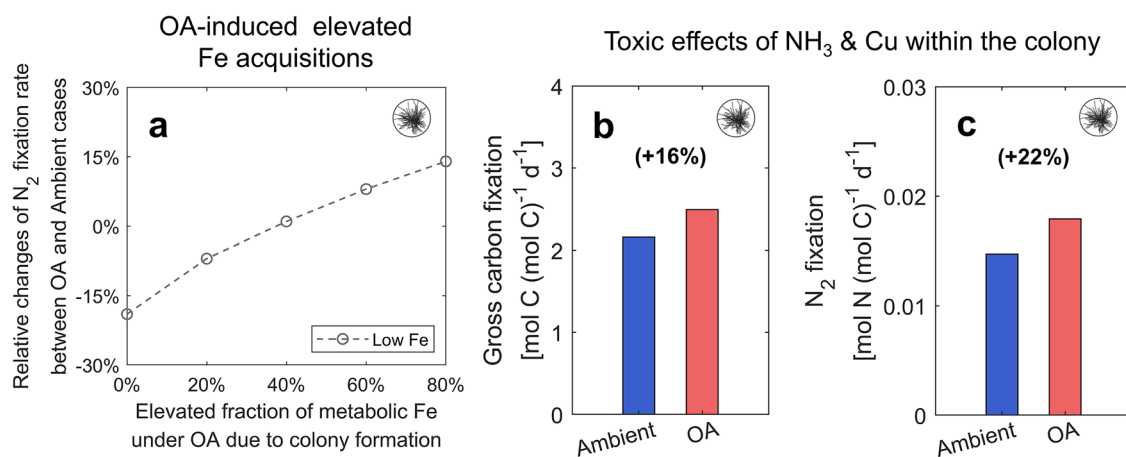 OA-induced elevated
Fe acquisitions
Toxic effects of NH3 & Cu within the colony
Relative changes of N2 fixation rate
between OA and Ambient cases
30%
15%
0%
-15%
-30%
a
Low Fe
0% 20% 40% 60% 80%
Elevated fraction of metabolic Fe
under OA due to colony formation
Gross carbon fixation
[mol C (mol C)-1 d-1]
4
3
2
1
0
b
(+16%)
Ambient OA
N2 fixation
[mol N (mol C)-1 d-1]
0.03
0.02
0.01
0
c
(+22%)
Ambient OA